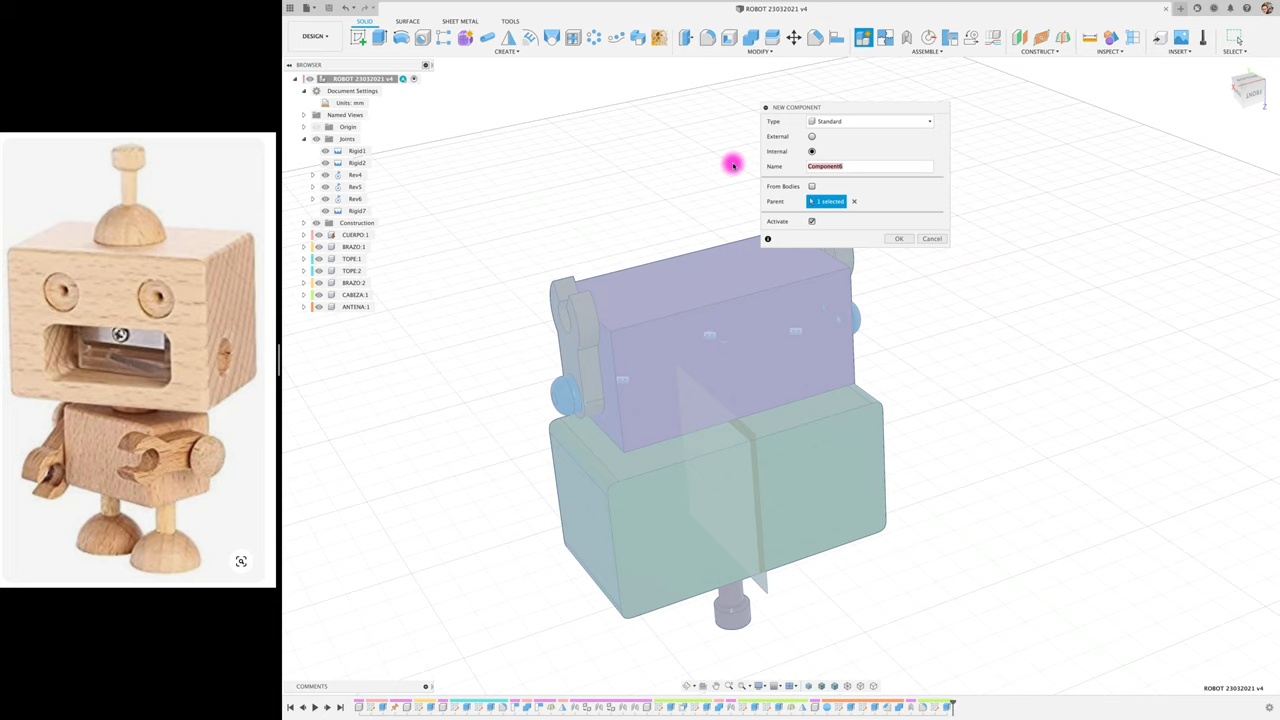 ROBOT 23032021 v4
DESIGN
SOLID
SURFACE
SHEET METAL
TOOLS
CREATE
MODIFY
ASSEMBLE
CONSTRUCT
INSPECT
INSERT
SELECT
BROWSER
ROBOT 23032021 v4
Document Settings
Units: mm
Named Views
Origin
Joints
Rigid1
Rigid2
Rev4
Rev5
Rev6
Rigid7
Construction
CUERPO:1
BRAZO:1
TOPE:1
TOPE:2
BRAZO:2
CABEZA:1
ANTENA:1
NEW COMPONENT
Type Standard
External
Internal
Name Component6
From Bodies
Parent 1 selected
Activate
OK Cancel
FRONT
COMMENTS
ROBOT 23032021 v4